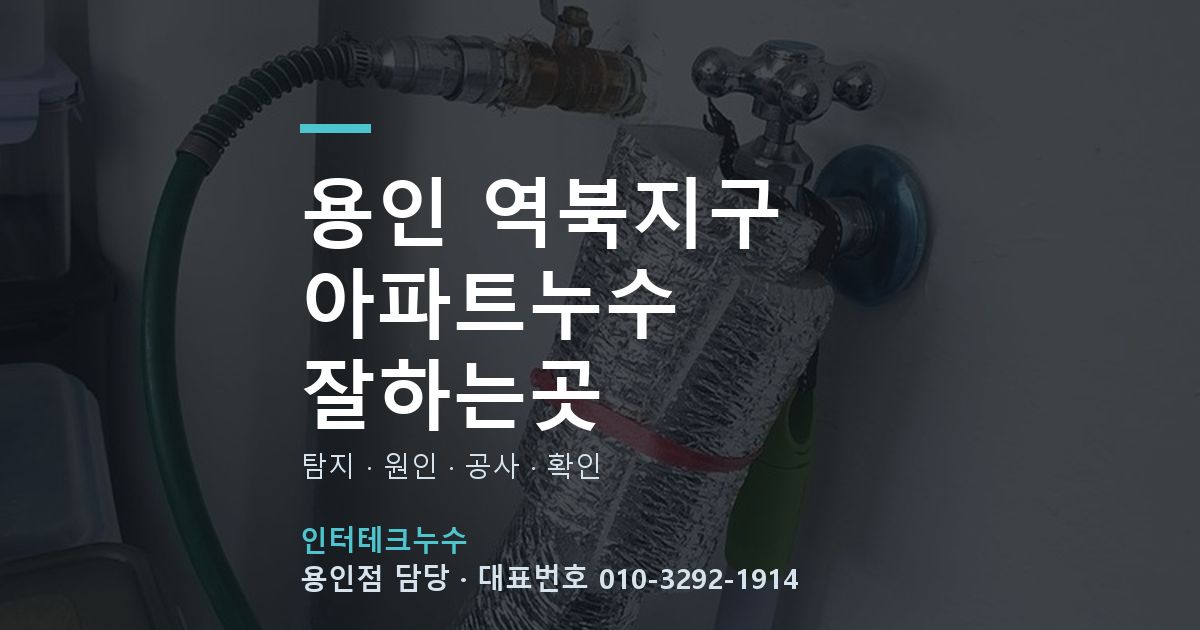 용인 역북지구
아파트누수
잘하는곳
탐지 · 원인 · 공사 · 확인
인터테크누수
용인점 담당 · 대표번호 010-3292-1914